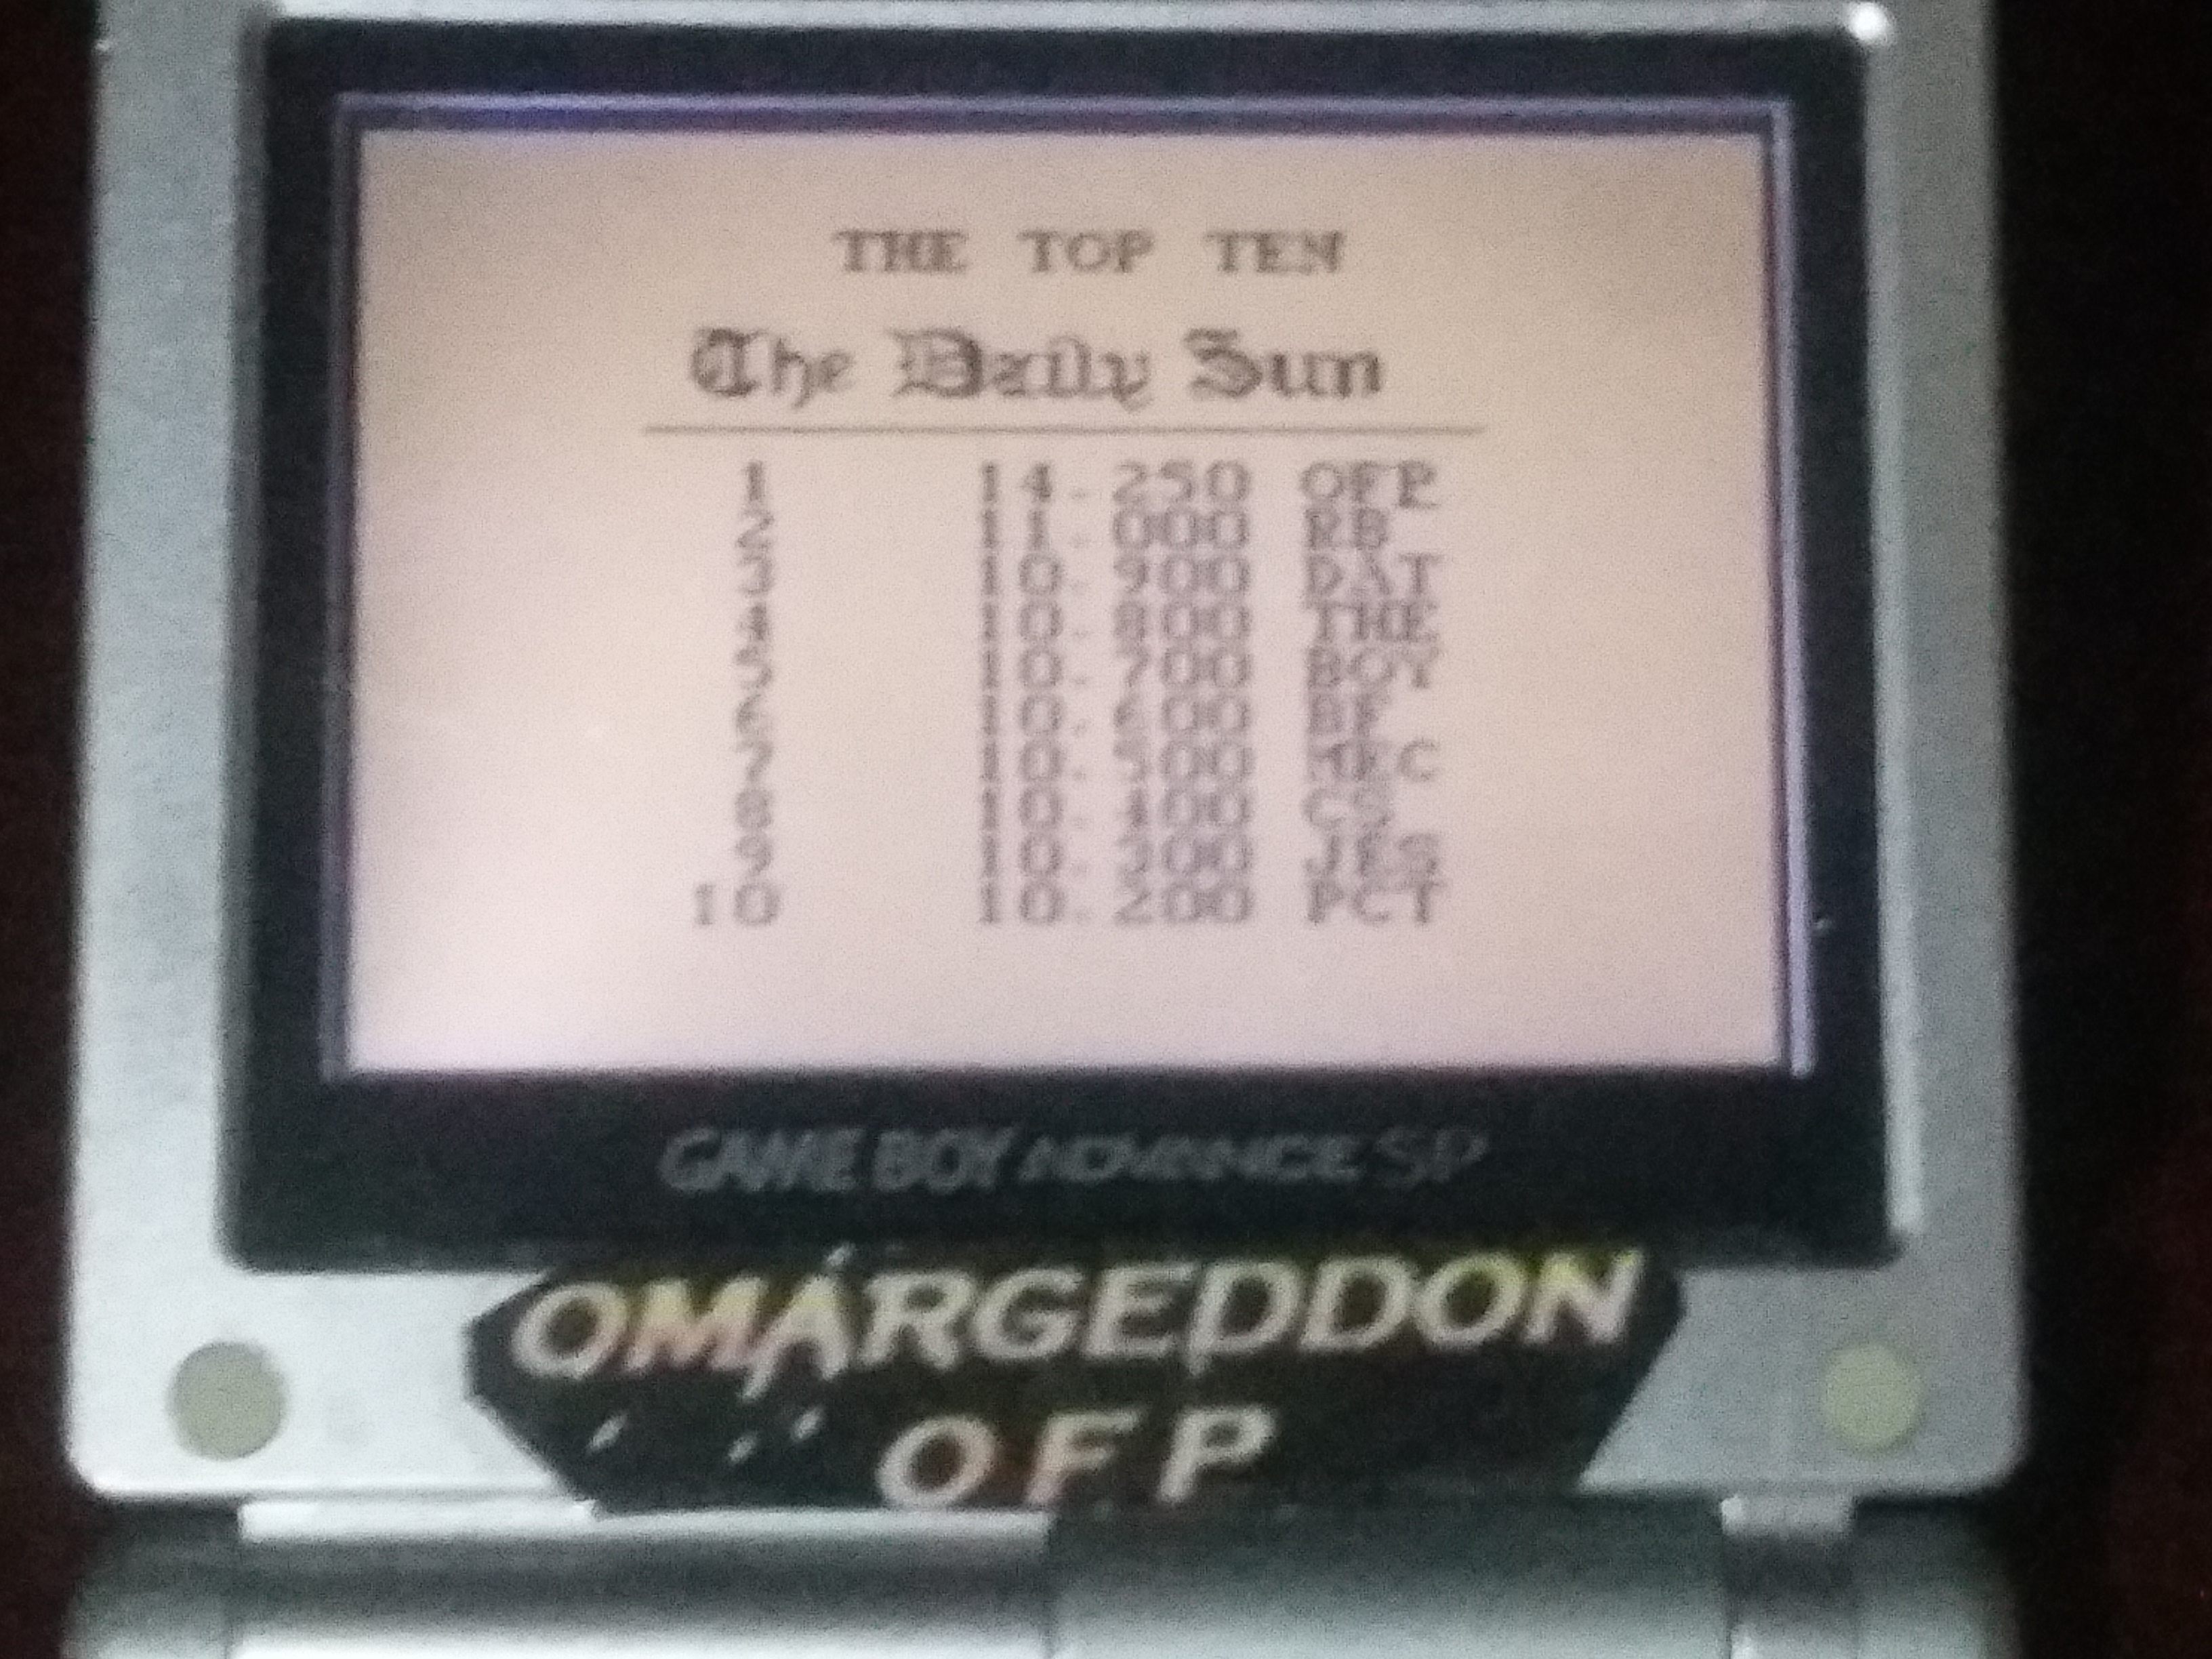 THE TOP TEN
The Daily Sun
1 14.250 OFP
2 11.000 RB
3 10.900 DAT
4 10.800 THE
5 10.700 BOY
6 10.600 BF
7 10.500 MEC
8 10.400 CS
9 10.300 JES
10 10.200 PCT
GAME BOY ADVANCE SP
OMARGEDDON
OFP